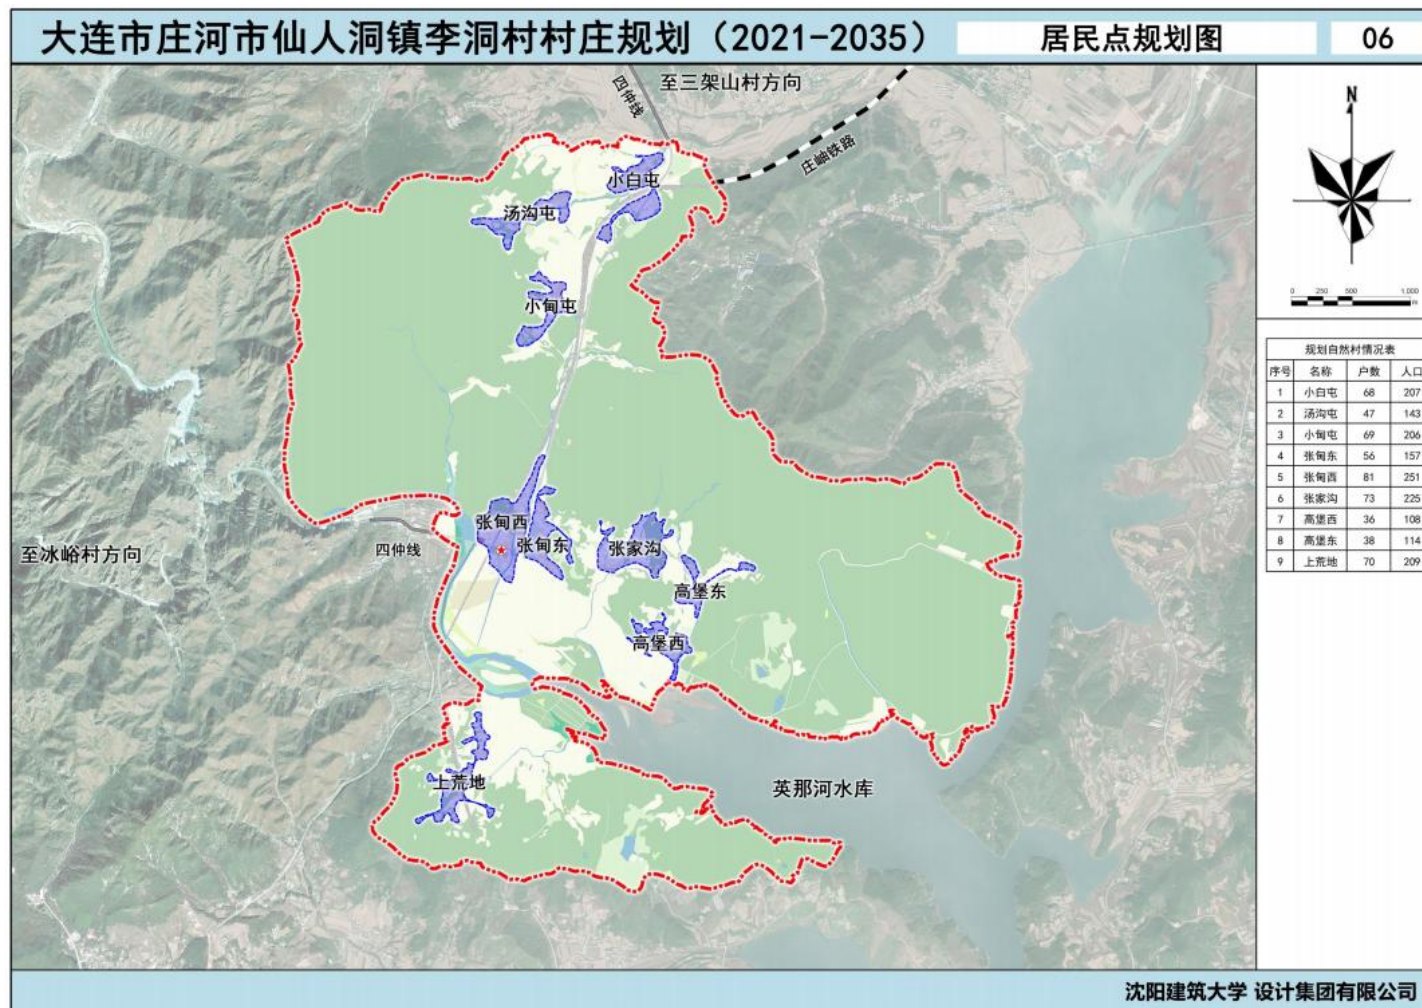 大连市庄河市仙人洞镇李洞村村庄规划（2021-2035） 居民点规划图 06
至三架山村方向
四仲线
庄岫铁路
小白屯
汤沟屯
小甸屯
张甸西
张甸东
张家沟
四仲线
至冰峪村方向
高堡东
高堡西
上荒地
英那河水库
N
0 250 500 1,000
m
规划自然村情况表
序号 名称 户数 人口
1 小白屯 68 207
2 汤沟屯 47 143
3 小甸屯 69 206
4 张甸东 56 157
5 张甸西 81 251
6 张家沟 73 225
7 高堡西 36 108
8 高堡东 38 114
9 上荒地 70 209
沈阳建筑大学 设计集团有限公司